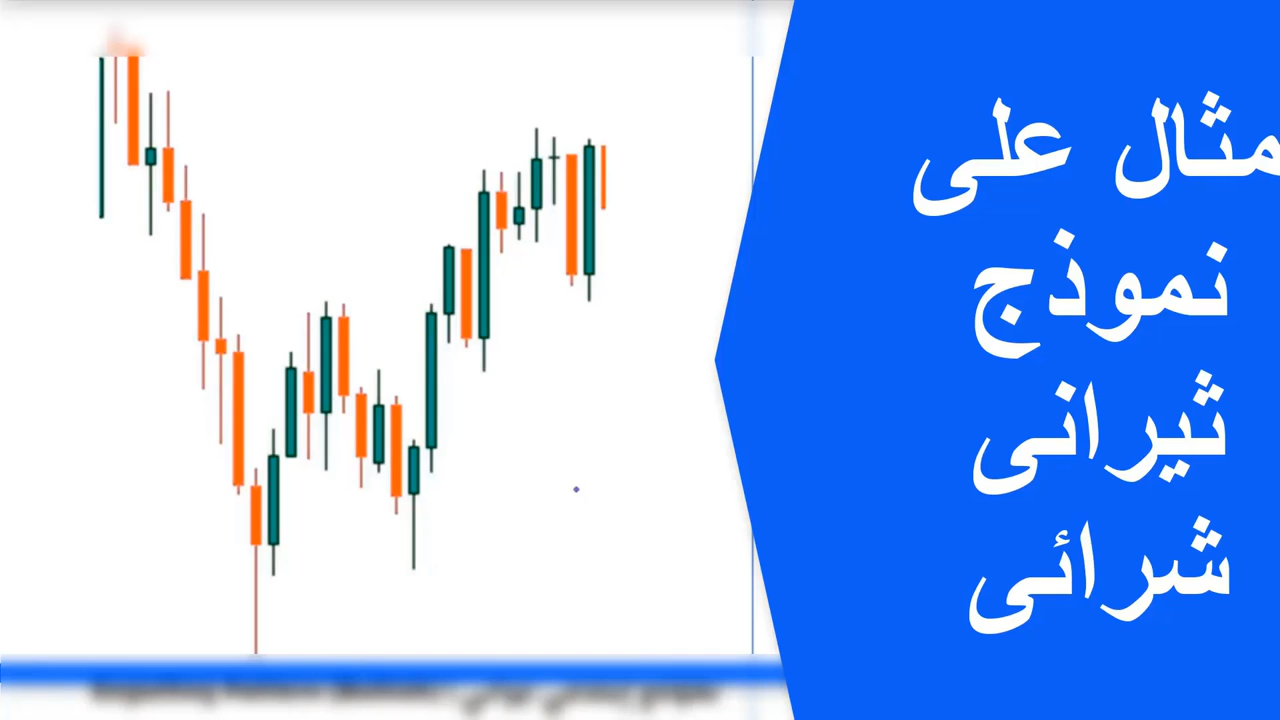 مثال على
نموذج
ثيرانى
شرائى